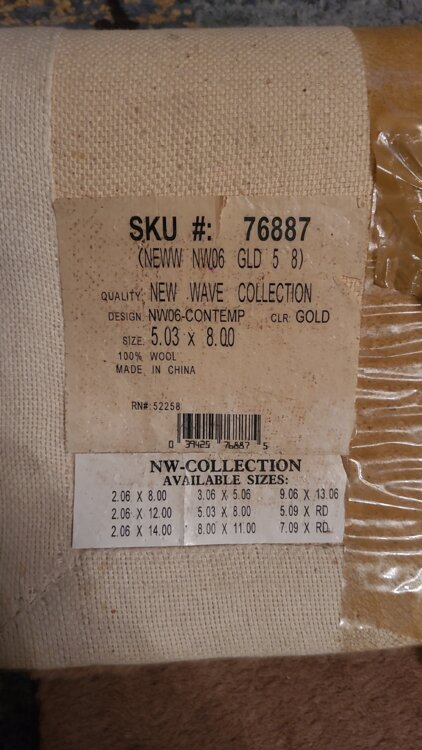 SKU #: 76887
(NEWW NW06 GLD 5 8)
QUALITY: NEW WAVE COLLECTION
DESIGN: NW06-CONTEMP CLR: GOLD
SIZE: 5.03 X 8.00
100% WOOL
MADE IN CHINA
RN#: 52258
0 39425 76887 5
NW-COLLECTION
AVAILABLE SIZES:
2.06 X 8.00 3.06 X 5.06 9.06 X 13.06
2.06 X 12.00 5.03 X 8.00 5.09 X RD
2.06 X 14.00 8.00 X 11.00 7.09 X RD